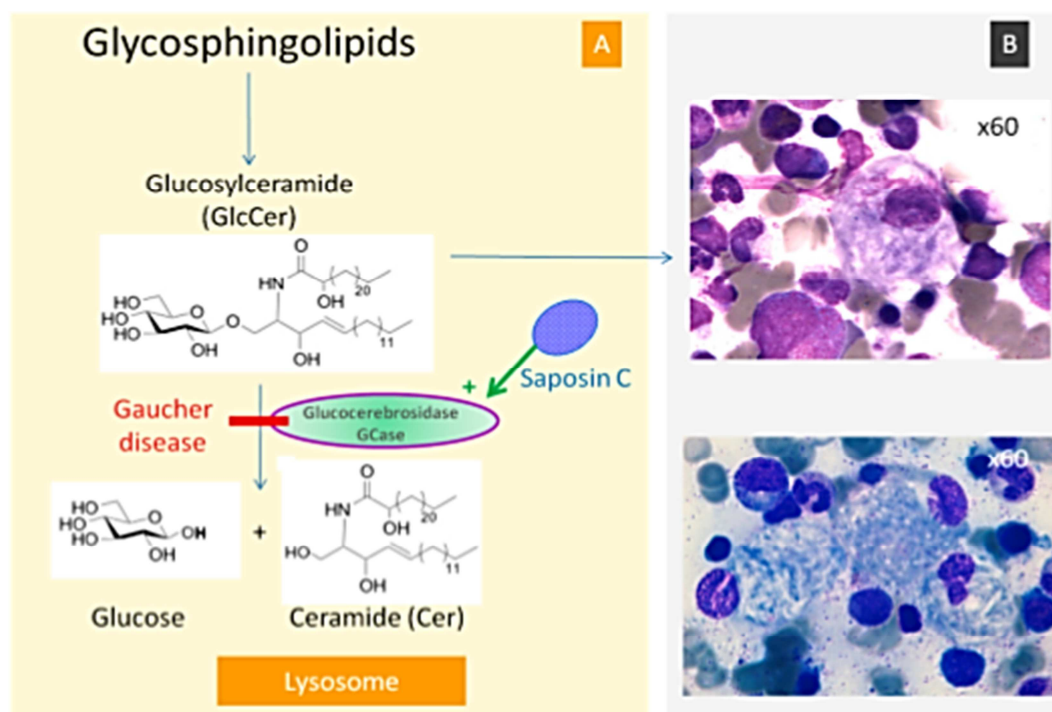 Glycosphingolipids
A
Glucosylceramide
(GlcCer)
O
HN
20
OH
HO
O
HO
HO
O
OH
11
OH
+
Saposin C
Gaucher
disease
Glucocerebrosidase
GCase
HO
O
HO
HO
OH
OH
+
O
HN
20
OH
HO
11
OH
Glucose
Ceramide (Cer)
Lysosome
B
x60
x60